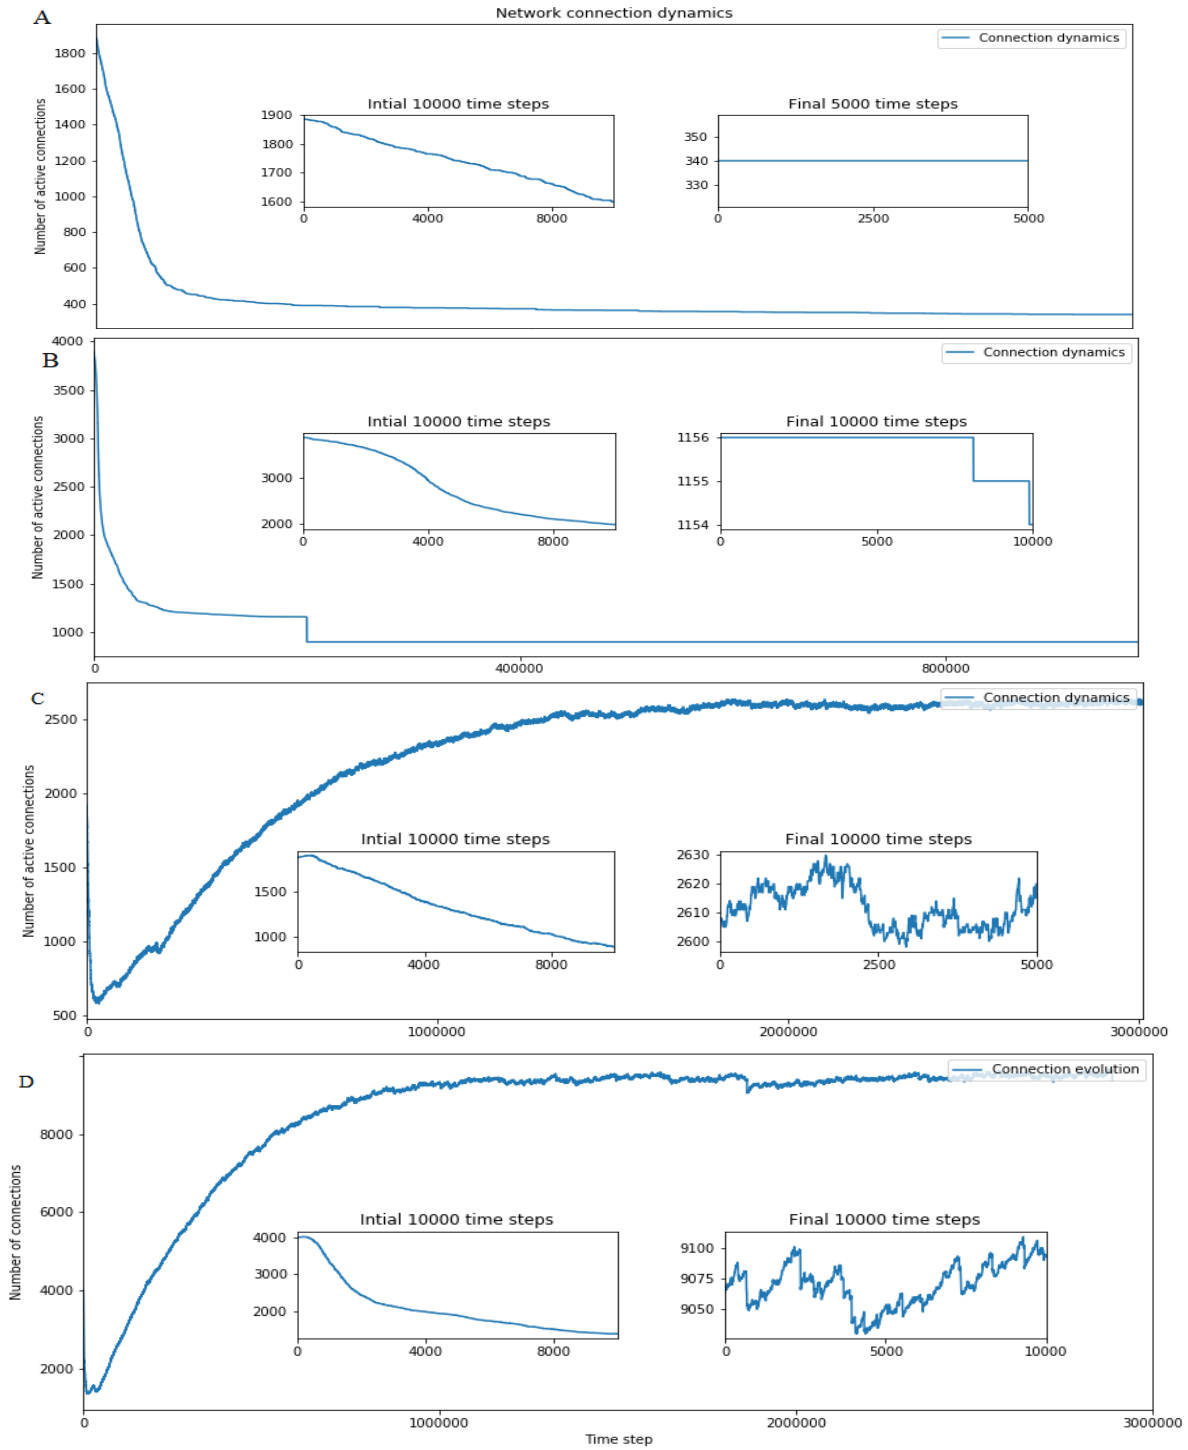 A
Network connection dynamics
Connection dynamics
Number of active connections
1800
1600
1400
1200
1000
800
600
400
Intial 10000 time steps
1900
1800
1700
1600
0 4000 8000
Final 5000 time steps
350
340
330
0 2500 5000
B
Connection dynamics
Number of active connections
4000
3500
3000
2500
2000
1500
1000
0 400000 800000
Intial 10000 time steps
3000
2000
0 4000 8000
Final 10000 time steps
1156
1155
1154
0 5000 10000
C
Connection dynamics
Number of active connections
2500
2000
1500
1000
500
0 1000000 2000000 3000000
Intial 10000 time steps
1500
1000
0 4000 8000
Final 10000 time steps
2630
2620
2610
2600
0 2500 5000
D
Connection evolution
Number of connections
8000
6000
4000
2000
0 1000000 2000000 3000000
Time step
Intial 10000 time steps
4000
3000
2000
0 4000 8000
Final 10000 time steps
9100
9075
9050
0 5000 10000